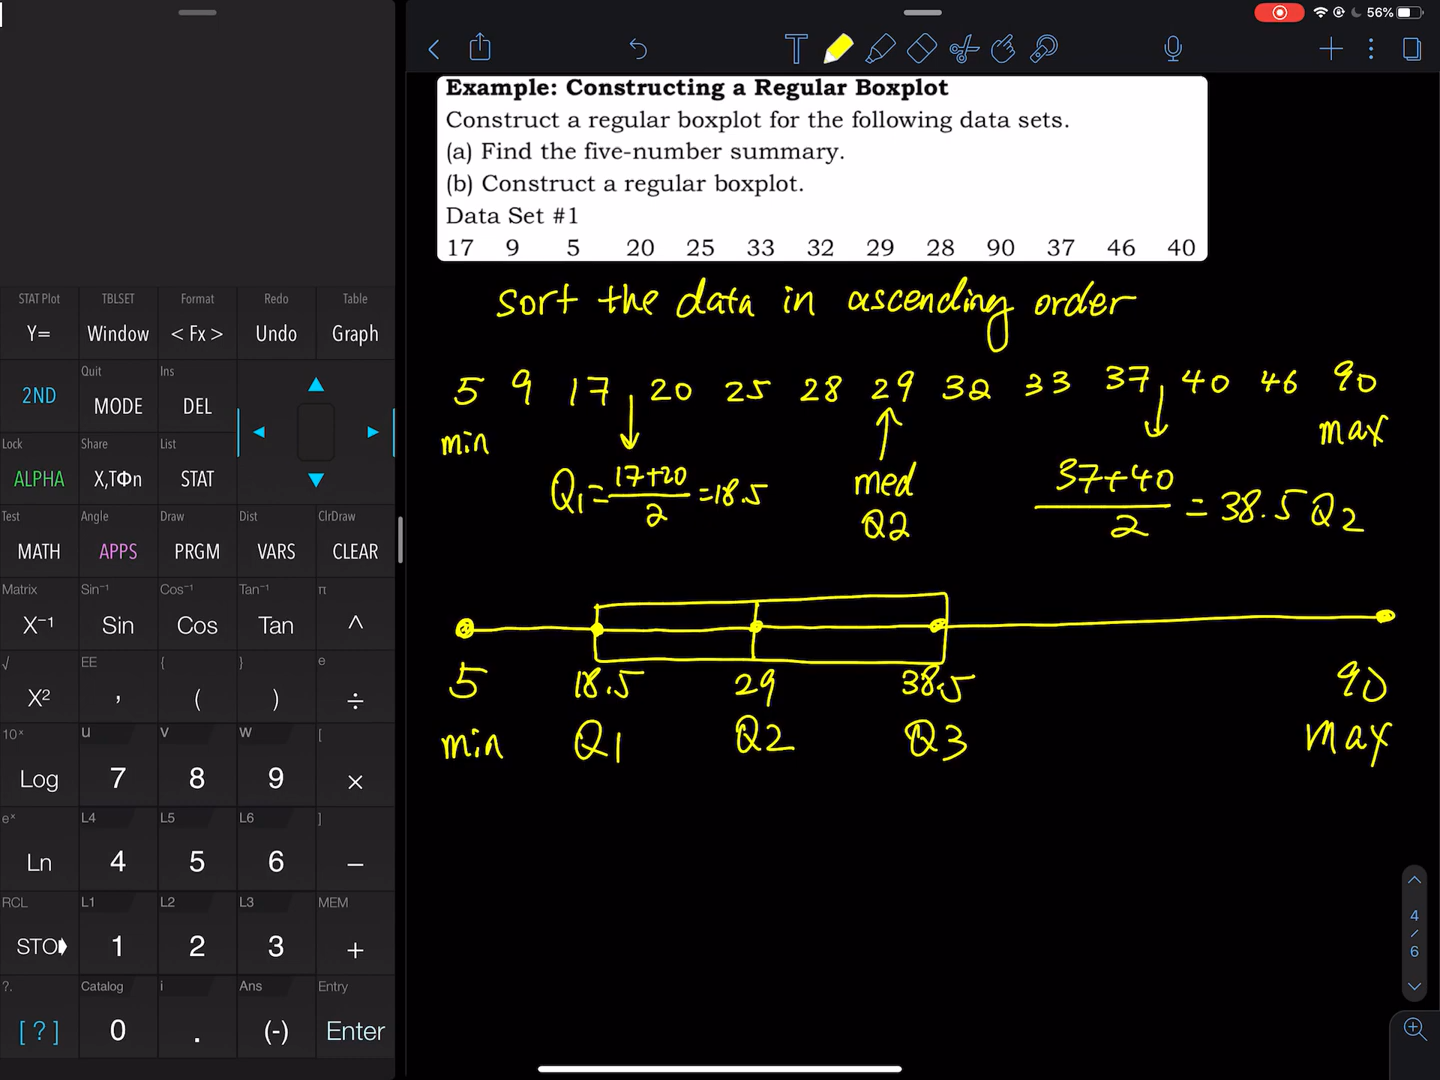 56%
Example: Constructing a Regular Boxplot
Construct a regular boxplot for the following data sets.
(a) Find the five-number summary.
(b) Construct a regular boxplot.
Data Set #1
17 9 5 20 25 33 32 29 28 90 37 46 40
sort the data in ascending order
5 9 17 20 25 28 29 32 33 37 40 46 90
min max
Q1 = 17+20 / 2 = 18.5
med
Q2
37+40 / 2 = 38.5 Q2
5 18.5 29 38.5 90
min Q1 Q2 Q3 max
4
/
6
STAT Plot TBLSET Format Redo Table
Y= Window < Fx > Undo Graph
Quit Ins
2ND MODE DEL
Lock Share List
ALPHA X,TΦn STAT
Test Angle Draw Dist ClrDraw
MATH APPS PRGM VARS CLEAR
Matrix Sin⁻¹ Cos⁻¹ Tan⁻¹ π
X⁻¹ Sin Cos Tan ^
√ EE { } e
X² , ( ) ÷
10ˣ u v w [
Log 7 8 9 ×
eˣ L4 L5 L6 ]
Ln 4 5 6 −
RCL L1 L2 L3 MEM
STO 1 2 3 +
?. Catalog i Ans Entry
[ ? ] 0 . (-) Enter